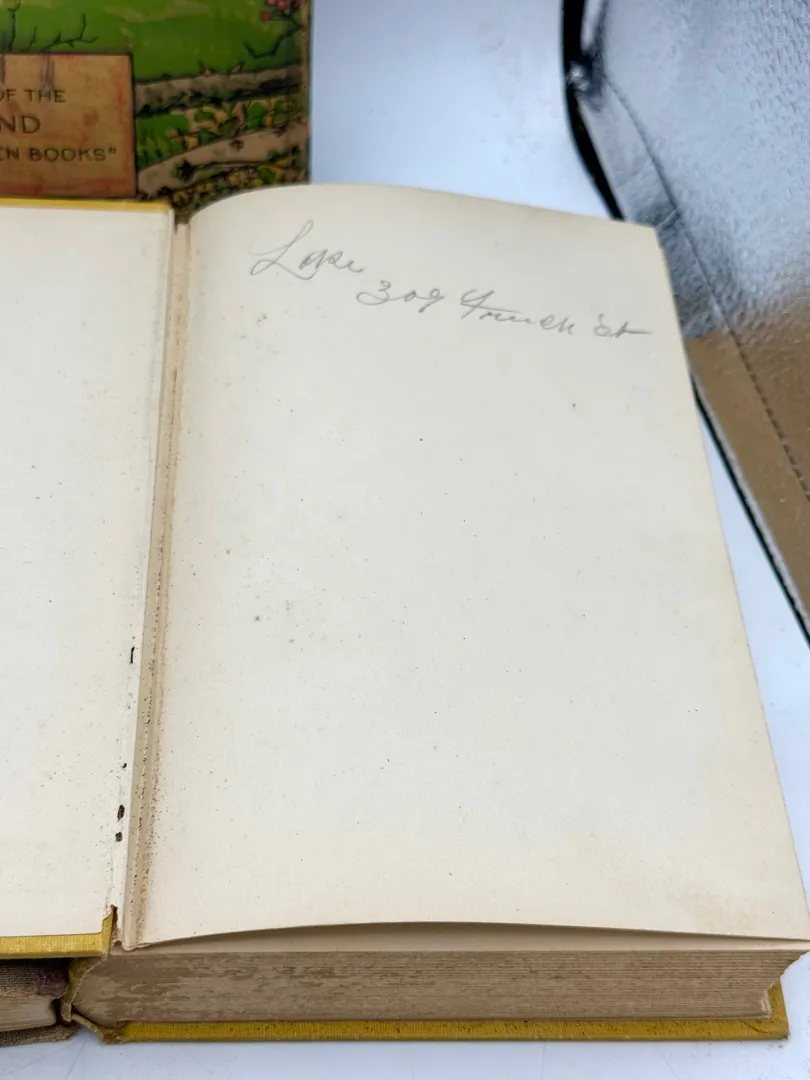 OF THE
ND
EN BOOKS"
Lake
309 French St